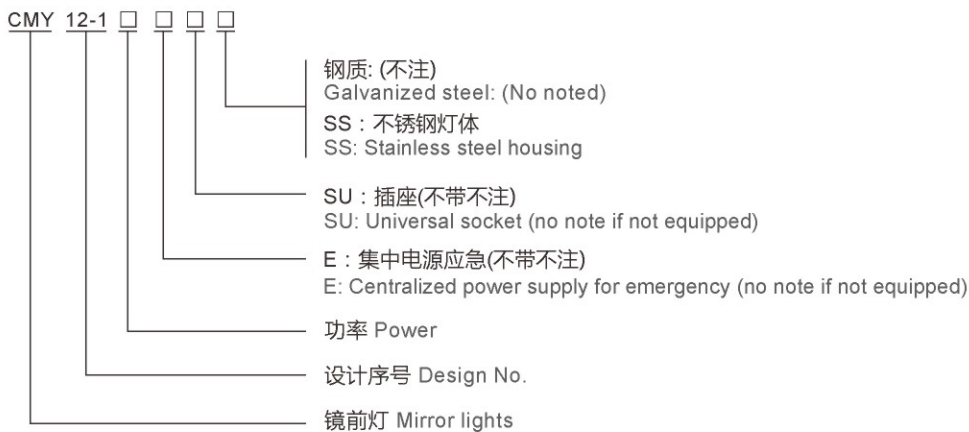 CMY 12-1 □ □ □ □
钢质: (不注)
Galvanized steel: (No noted)
SS：不锈钢灯体
SS: Stainless steel housing
SU：插座(不带不注)
SU: Universal socket (no note if not equipped)
E：集中电源应急(不带不注)
E: Centralized power supply for emergency (no note if not equipped)
功率 Power
设计序号 Design No.
镜前灯 Mirror lights